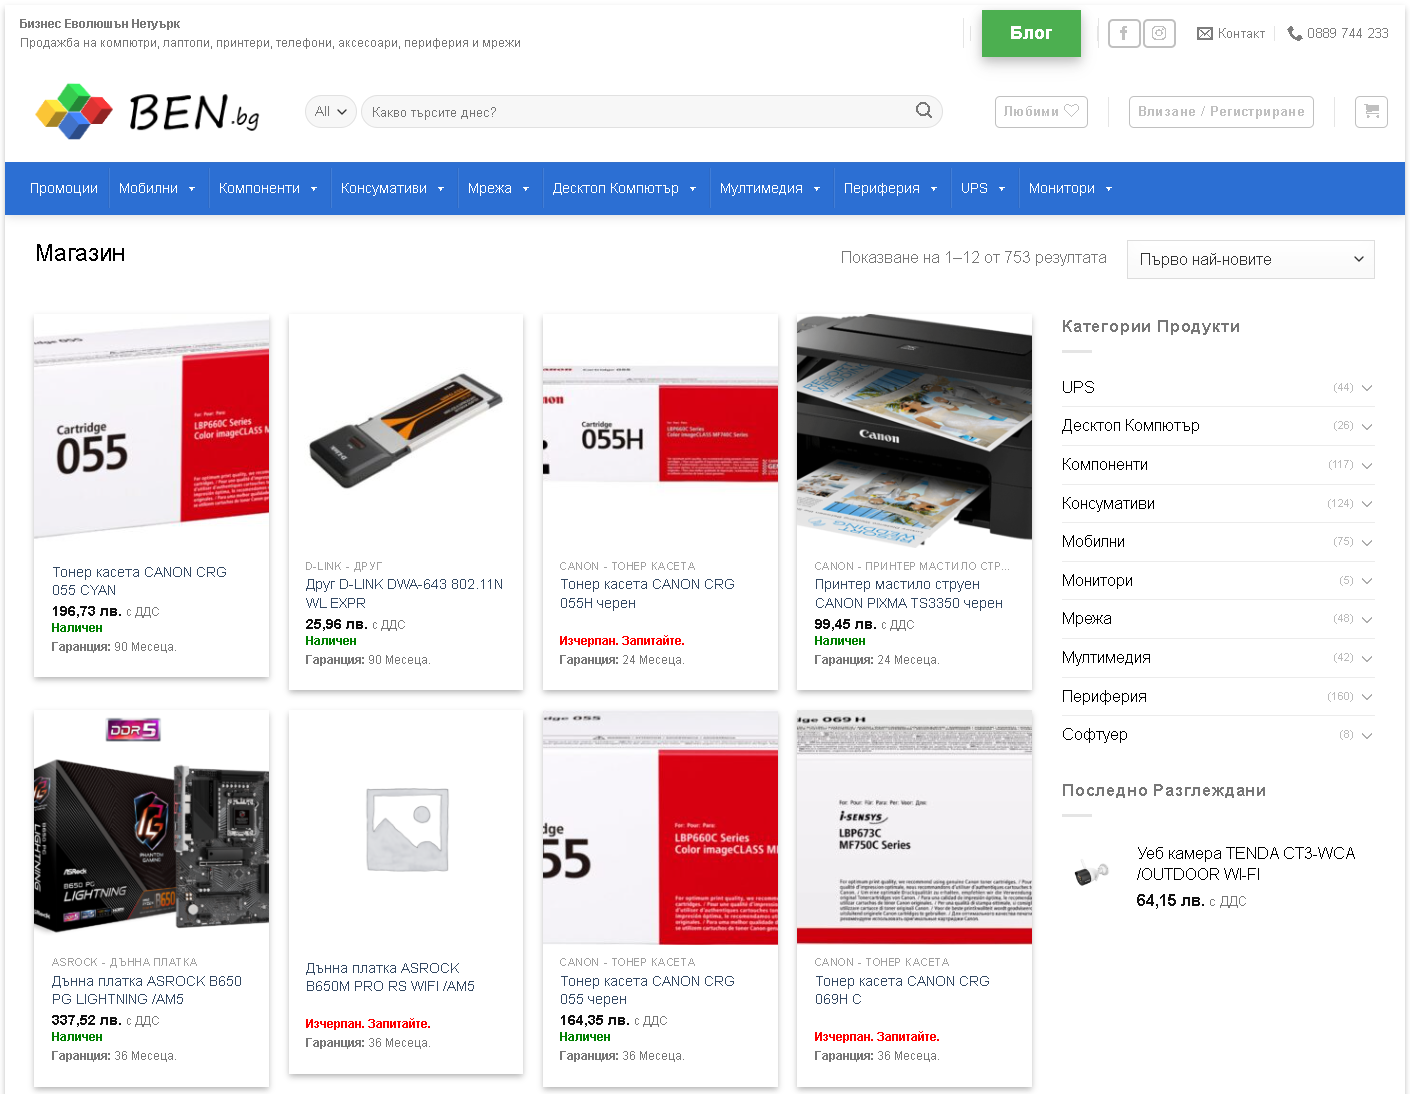 Бизнес Еволюшън Нетуърк
Продажба на компютри, лаптопи, принтери, телефони, аксесоари, периферия и мрежи
Блог
Контакт
0889 744 233
BEN.bg
All
Какво търсите днес?
Любими
Влизане / Регистриране
Промоции Мобилни Компоненти Консумативи Мрежа Десктоп Компютър Мултимедия Периферия UPS Монитори
Магазин
Показване на 1–12 от 753 резултата
Първо най-новите
Cartridge
055
LBP660C Series
Color imageCLASS M
Тонер касета CANON CRG
055 CYAN
196,73 лв. с ДДС
Наличен
Гаранция: 90 Месеца.
D-Link
D-LINK - ДРУГ
Друг D-LINK DWA-643 802.11N
WL EXPR
25,96 лв. с ДДС
Наличен
Гаранция: 90 Месеца.
Cartridge
055H
LBP660C Series
Color imageCLASS MF740C Series
CANON - ТОНЕР КАСЕТА
Тонер касета CANON CRG
055H черен
Изчерпан. Запитайте.
Гаранция: 24 Месеца.
Canon
CANON - ПРИНТЕР МАСТИЛО СТР...
Принтер мастило струен
CANON PIXMA TS3350 черен
99,45 лв. с ДДС
Наличен
Гаранция: 24 Месеца.
DDR5
PHANTOM GAMING
ASRock
B650 PG
LIGHTNING
ASROCK - ДЪННА ПЛАТКА
Дънна платка ASROCK B650
PG LIGHTNING /AM5
337,52 лв. с ДДС
Наличен
Гаранция: 36 Месеца.
Дънна платка ASROCK
B650M PRO RS WIFI /AM5
Изчерпан. Запитайте.
Гаранция: 36 Месеца.
dge 055
dge
55
LBP660C Series
Color imageCLASS MF
CANON - ТОНЕР КАСЕТА
Тонер касета CANON CRG
055 черен
164,35 лв. с ДДС
Наличен
Гаранция: 36 Месеца.
ge 069 H
i-SENSYS
LBP673C
MF750C Series
CANON - ТОНЕР КАСЕТА
Тонер касета CANON CRG
069H C
Изчерпан. Запитайте.
Гаранция: 36 Месеца.
Категории Продукти
UPS (44)
Десктоп Компютър (26)
Компоненти (117)
Консумативи (124)
Мобилни (75)
Монитори (5)
Мрежа (48)
Мултимедия (42)
Периферия (160)
Софтуер (8)
Последно Разглеждани
Уеб камера TENDA CT3-WCA
/OUTDOOR WI-FI
64,15 лв. с ДДС